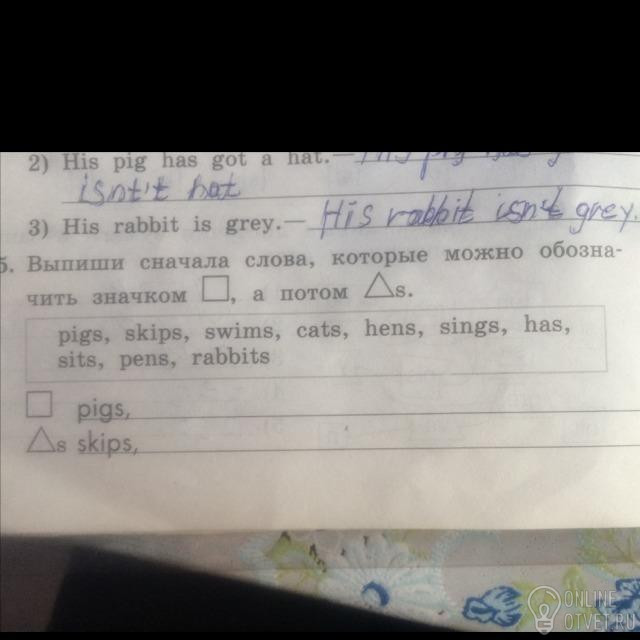 2) His pig has got a hat.—
isnt't hat
3) His rabbit is grey.— His rabbit isn't grey.
5. Выпиши сначала слова, которые можно обозна-
чить значком □, а потом △s.
pigs, skips, swims, cats, hens, sings, has,
sits, pens, rabbits
□ pigs,
△s skips,
ONLINE
OTVET.RU